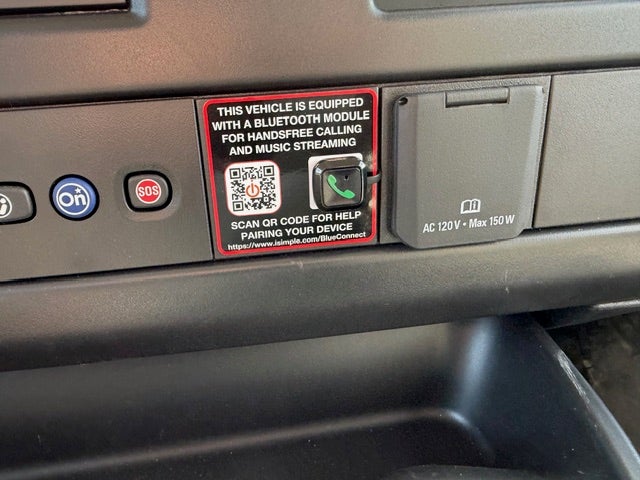 THIS VEHICLE IS EQUIPPED
WITH A BLUETOOTH MODULE
FOR HANDSFREE CALLING
AND MUSIC STREAMING
SCAN QR CODE FOR HELP
PAIRING YOUR DEVICE
https://www.isimple.com/BlueConnect
On
SOS
AC 120 V • Max 150 W